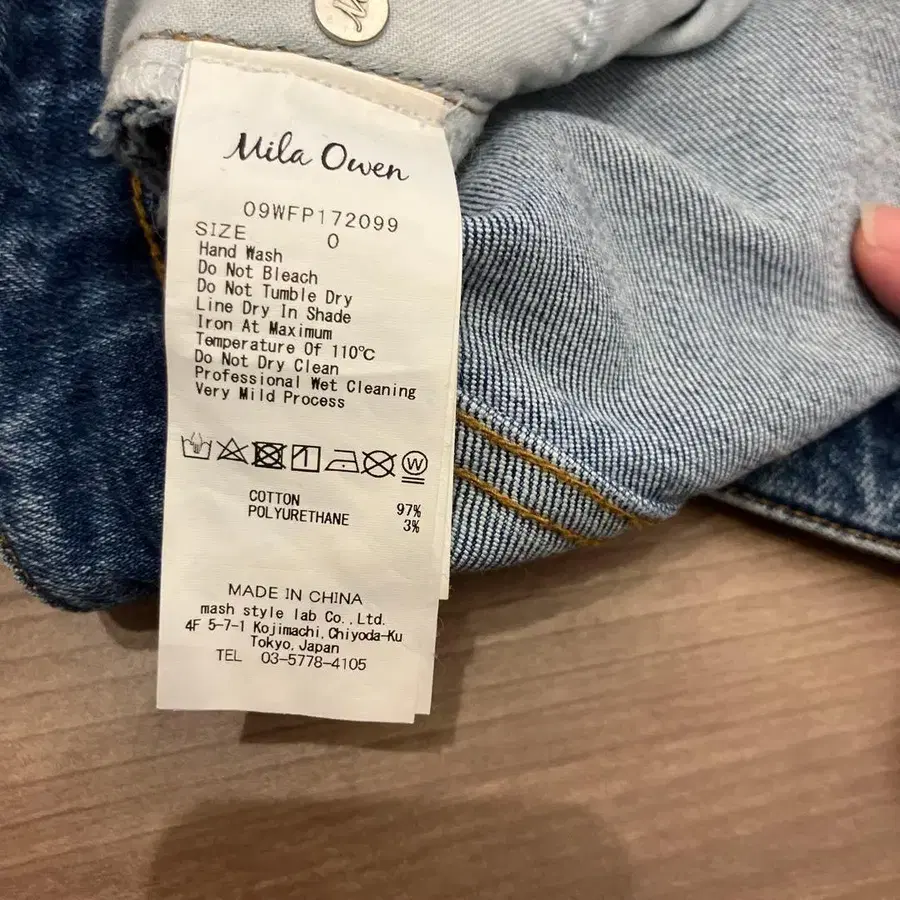 Mila Owen
09WFP172099
SIZE 0
Hand Wash
Do Not Bleach
Do Not Tumble Dry
Line Dry In Shade
Iron At Maximum
Temperature Of 110℃
Do Not Dry Clean
Professional Wet Cleaning
Very Mild Process
W
COTTON 97%
POLYURETHANE 3%
MADE IN CHINA
mash style lab Co.,Ltd.
4F 5-7-1 Kojimachi,Chiyoda-Ku
Tokyo,Japan
TEL 03-5778-4105